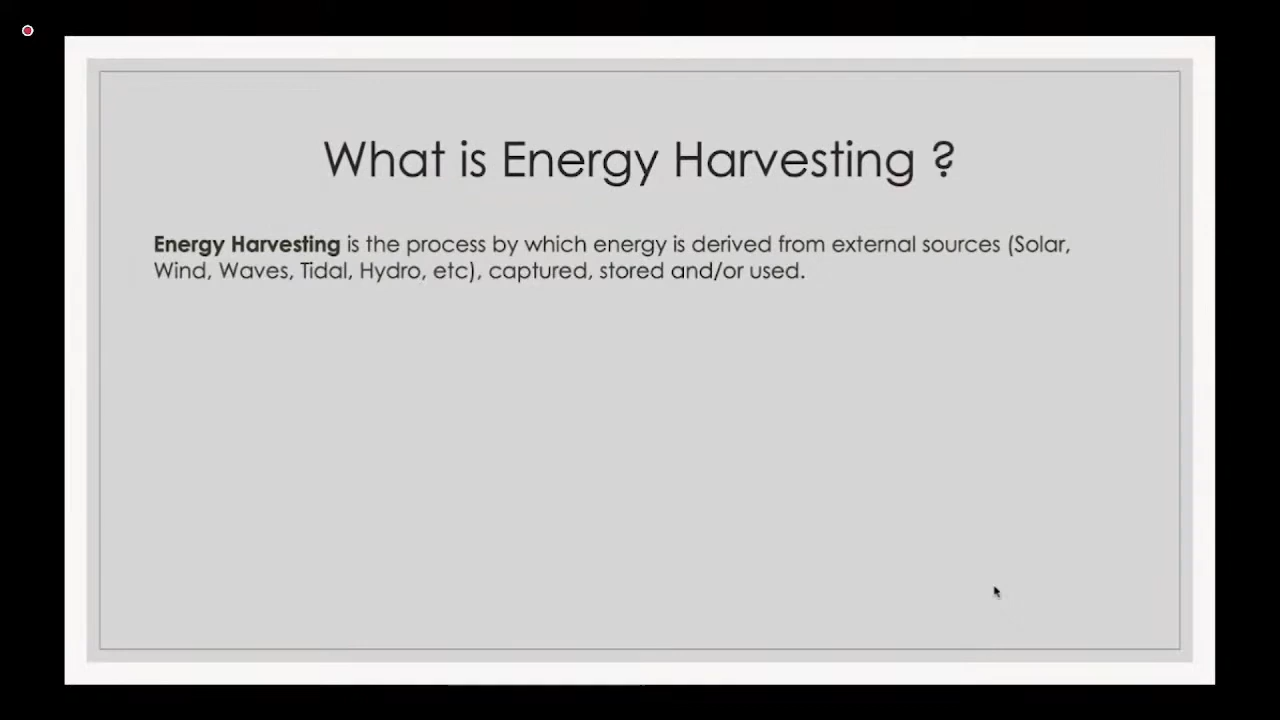 What is Energy Harvesting ?
Energy Harvesting is the process by which energy is derived from external sources (Solar,
Wind, Waves, Tidal, Hydro, etc), captured, stored and/or used.